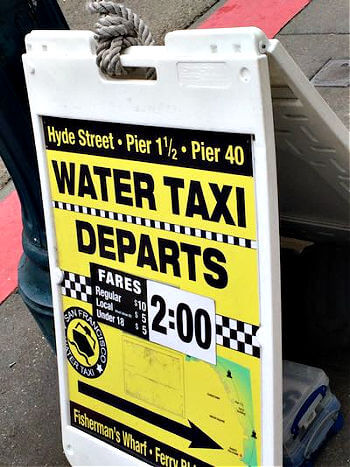 Hyde Street • Pier 1½ • Pier 40
WATER TAXI
DEPARTS
FARES
Regular $10
Local $5
Under 18 $5
2:00
SAN FRANCISCO
WATER TAXI
Fisherman's Wharf • Ferry